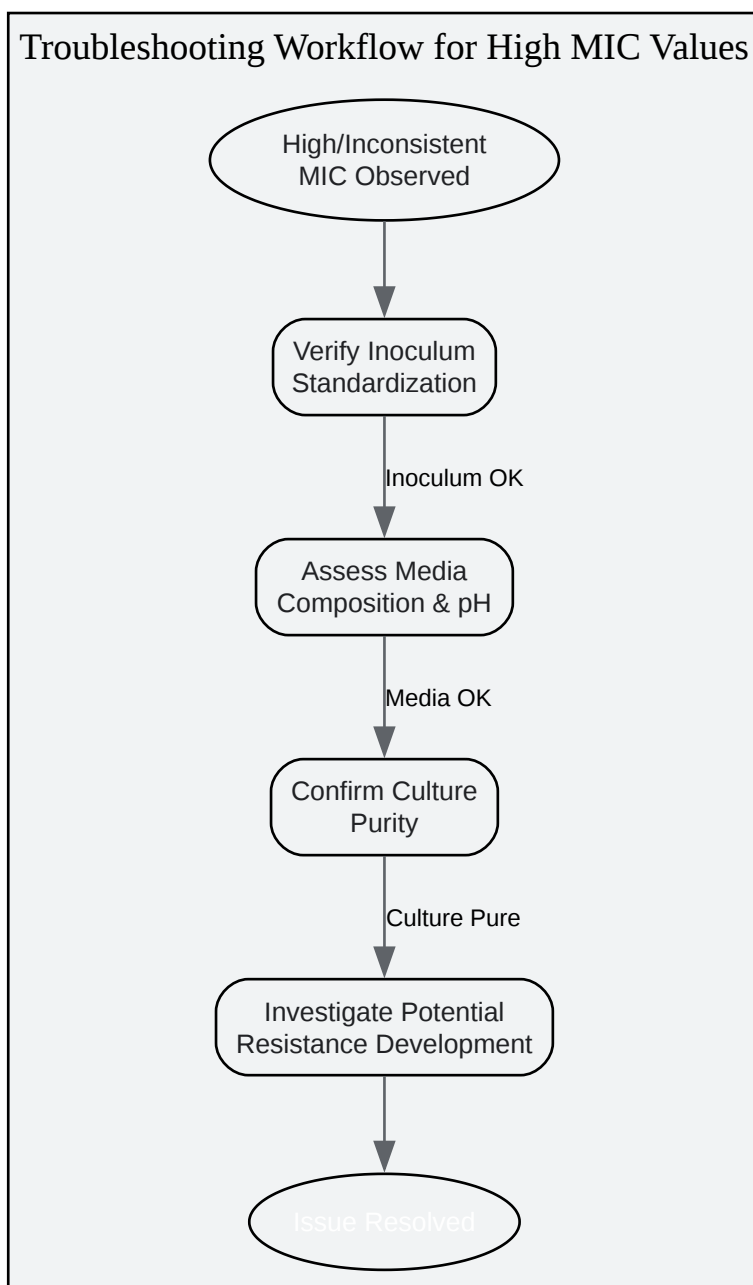 Troubleshooting Workflow for High MIC Values
High/Inconsistent
MIC Observed
Verify Inoculum
Standardization
Inoculum OK
Assess Media
Composition & pH
Media OK
Confirm Culture
Purity
Culture Pure
Investigate Potential
Resistance Development
Issue Resolved